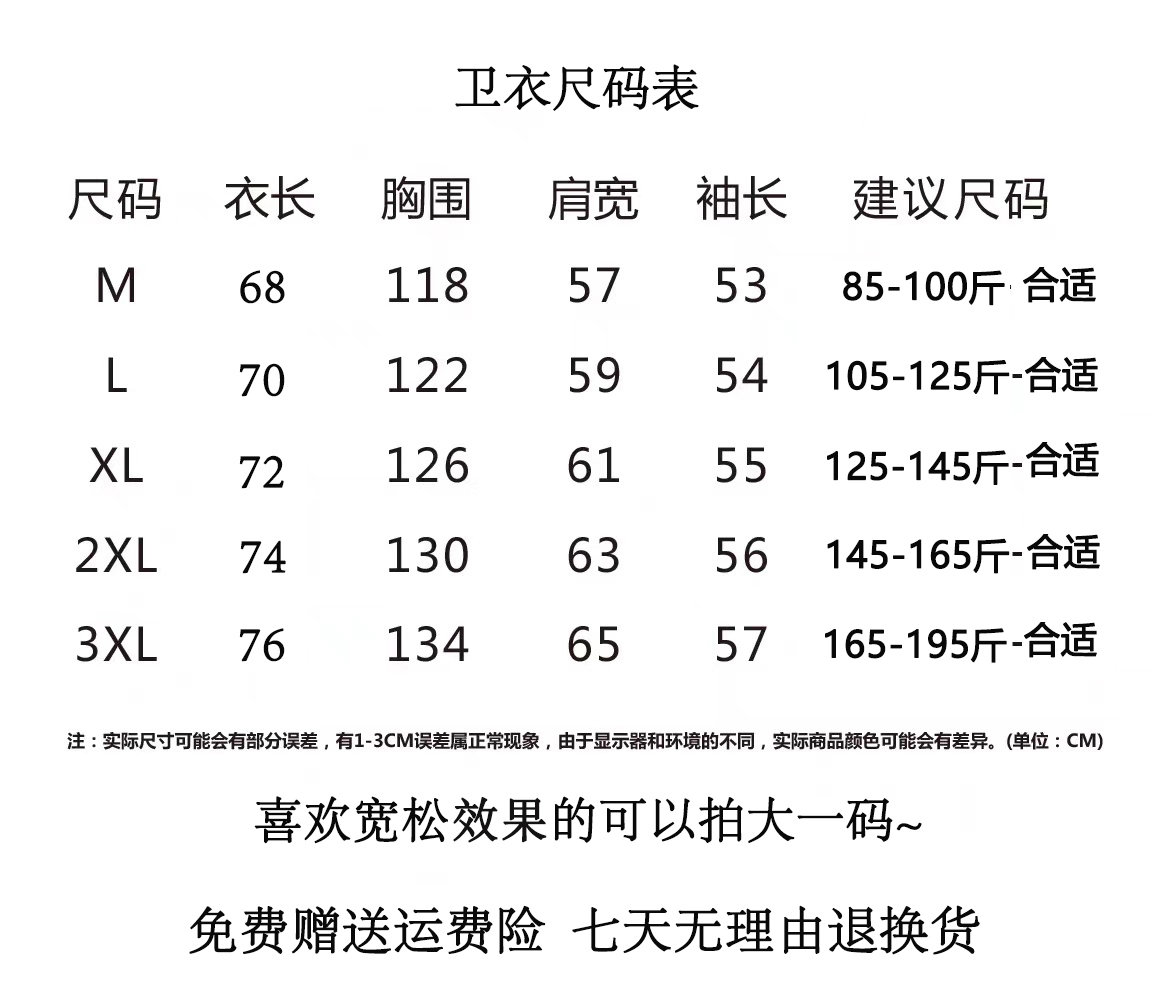 卫衣尺码表
尺码 衣长 胸围 肩宽 袖长 建议尺码
M 68 118 57 53 85-100斤 合适
L 70 122 59 54 105-125斤-合适
XL 72 126 61 55 125-145斤-合适
2XL 74 130 63 56 145-165斤-合适
3XL 76 134 65 57 165-195斤-合适
注：实际尺寸可能会有部分误差，有1-3CM误差属正常现象，由于显示器和环境的不同，实际商品颜色可能会有差异。(单位：CM)
喜欢宽松效果的可以拍大一码~
免费赠送运费险 七天无理由退换货